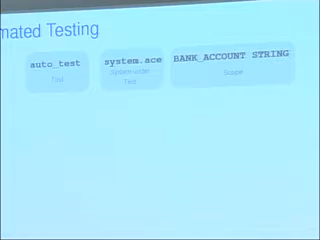 mated Testing
auto_test
system.ace
BANK_ACCOUNT STRING
Tool
System under
Test
Scope